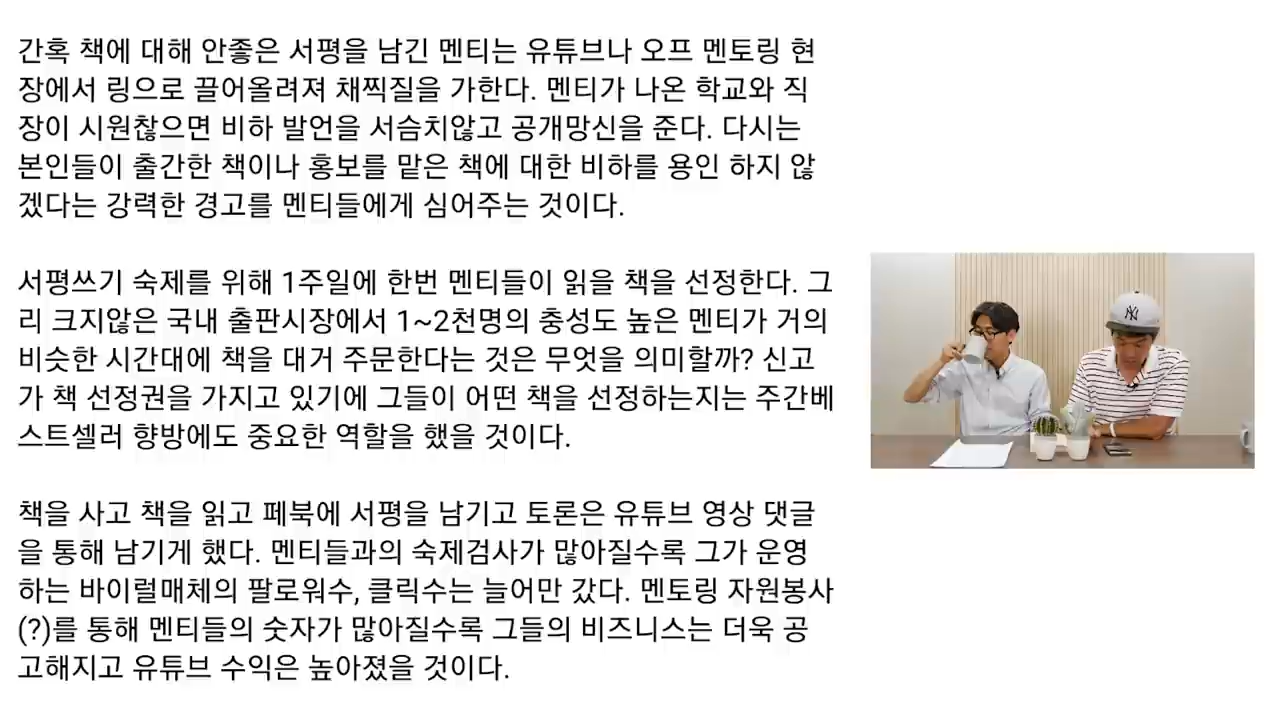 간혹 책에 대해 안좋은 서평을 남긴 멘티는 유튜브나 오프 멘토링 현
장에서 링으로 끌어올려져 채찍질을 가한다. 멘티가 나온 학교와 직
장이 시원찮으면 비하 발언을 서슴치않고 공개망신을 준다. 다시는
본인들이 출간한 책이나 홍보를 맡은 책에 대한 비하를 용인 하지 않
겠다는 강력한 경고를 멘티들에게 심어주는 것이다.
서평쓰기 숙제를 위해 1주일에 한번 멘티들이 읽을 책을 선정한다. 그
리 크지않은 국내 출판시장에서 1~2천명의 충성도 높은 멘티가 거의
비슷한 시간대에 책을 대거 주문한다는 것은 무엇을 의미할까? 신고
가 책 선정권을 가지고 있기에 그들이 어떤 책을 선정하는지는 주간베
스트셀러 향방에도 중요한 역할을 했을 것이다.
책을 사고 책을 읽고 페북에 서평을 남기고 토론은 유튜브 영상 댓글
을 통해 남기게 했다. 멘티들과의 숙제검사가 많아질수록 그가 운영
하는 바이럴매체의 팔로워수, 클릭수는 늘어만 갔다. 멘토링 자원봉사
(?)를 통해 멘티들의 숫자가 많아질수록 그들의 비즈니스는 더욱 공
고해지고 유튜브 수익은 높아졌을 것이다.
NY